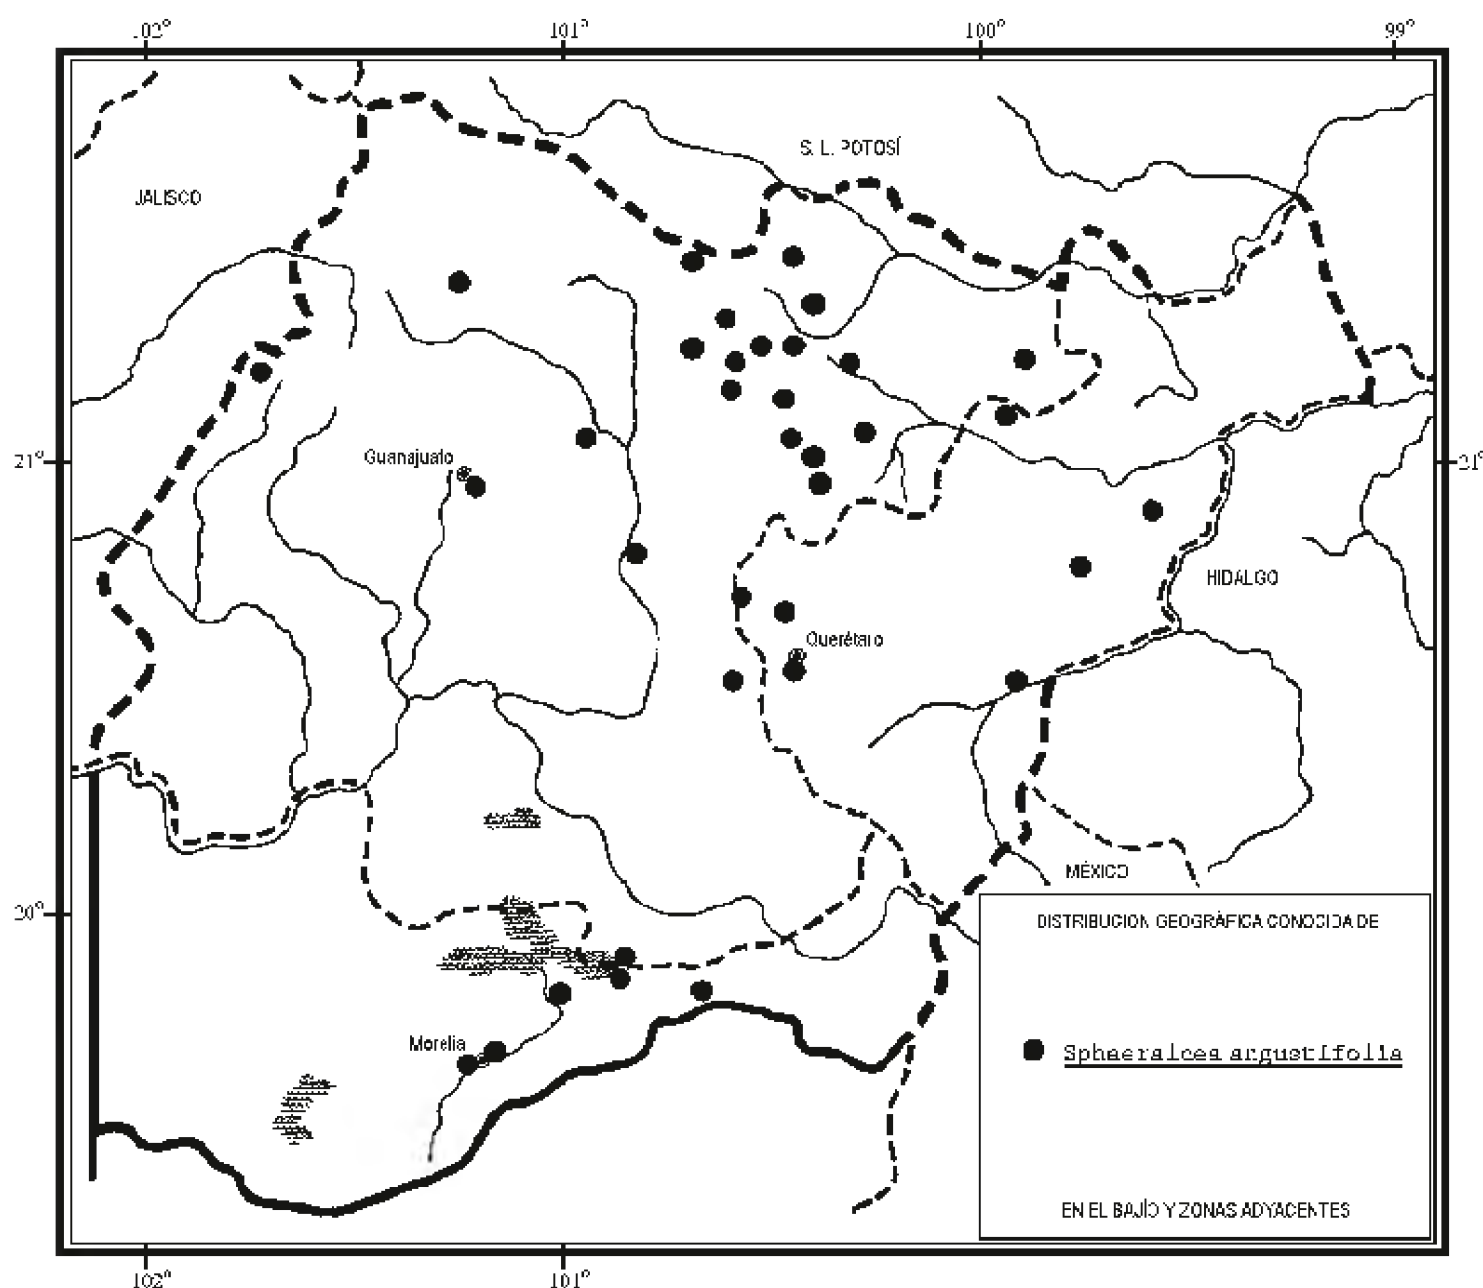 102°
101°
100°
99°
S. L. POTOSÍ
JALISCO
Guanajuato
21°
21°
HIDALGO
Querétaro
MÉXICO
20°
DISTRIBUCION GEOGRÁFICA CONOCIDA DE
Morelia
Sphaeralcea angustifolia
EN EL BAJÍO Y ZONAS ADYACENTES
102°
101°